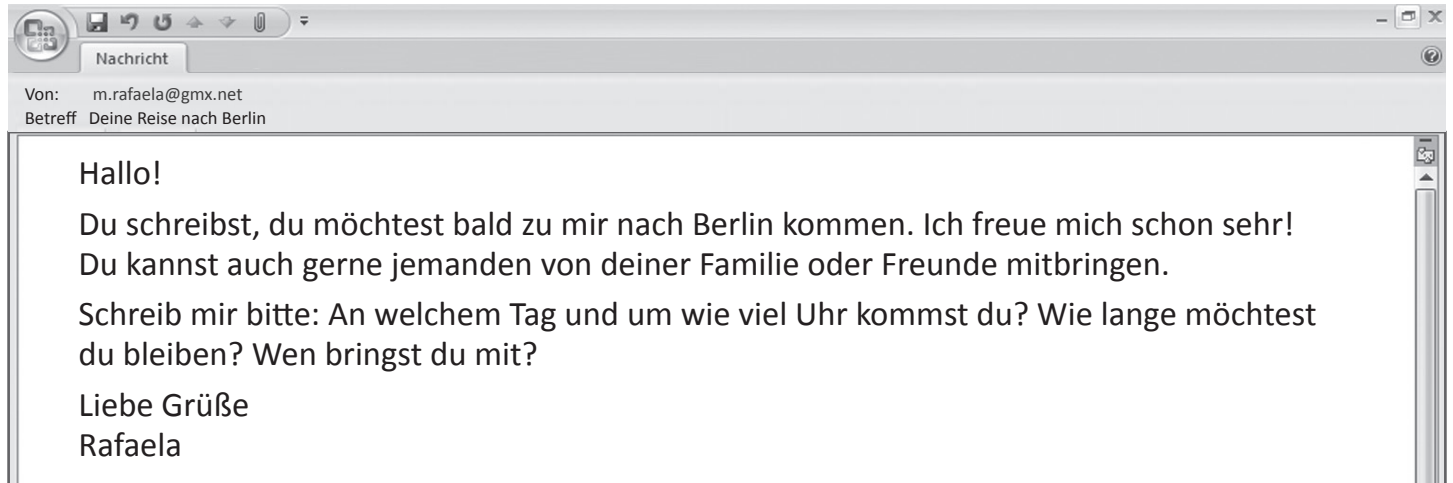 Nachricht
Von: m.rafaela@gmx.net
Betreff Deine Reise nach Berlin
Hallo!
Du schreibst, du möchtest bald zu mir nach Berlin kommen. Ich freue mich schon sehr!
Du kannst auch gerne jemanden von deiner Familie oder Freunde mitbringen.
Schreib mir bitte: An welchem Tag und um wie viel Uhr kommst du? Wie lange möchtest
du bleiben? Wen bringst du mit?
Liebe Grüße
Rafaela